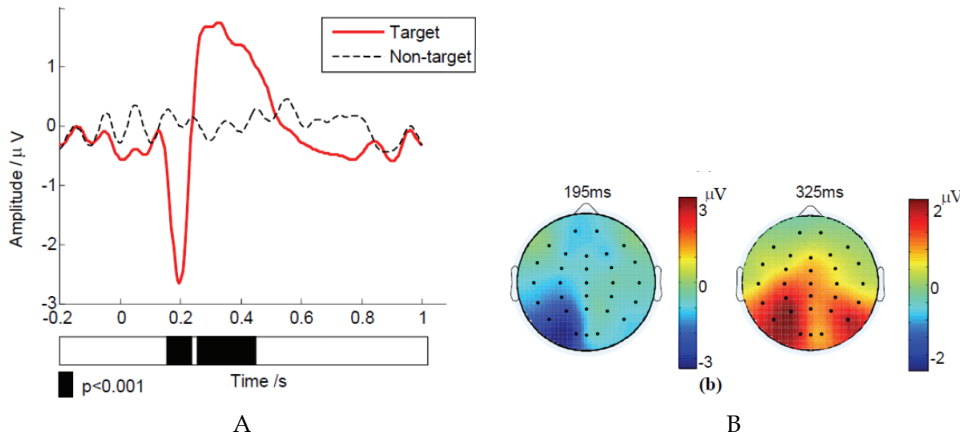 Target
Non-target
Amplitude / μ V
1
0
-1
-2
-3
-0.2 0 0.2 0.4 0.6 0.8 1
Time /s
p<0.001
A
195ms
μV
3
0
-3
325ms
μV
2
0
-2
(b)
B